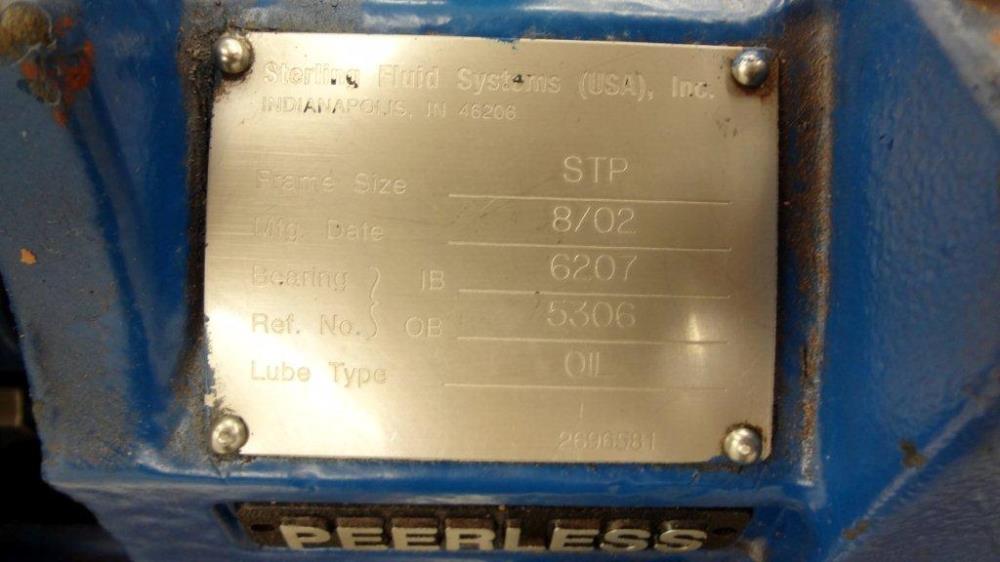 Sterling Fluid Systems (USA), Inc.
INDIANAPOLIS, IN 46206
Frame Size STP
Mfg. Date 8/02
Bearing } IB 6207
Ref. No. } OB 5306
Lube Type OIL
2696581
PEERLESS